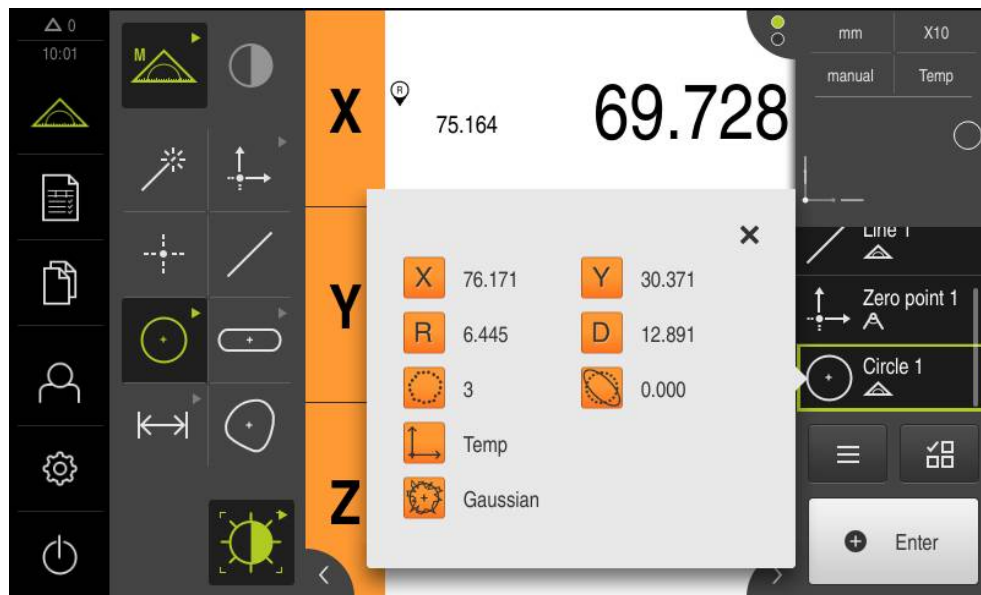 0
10:01
M
X
R
75.164
69.728
mm
X10
manual
Temp
Y
Z
X
76.171
Y
30.371
R
6.445
D
12.891
3
0.000
Temp
Gaussian
Line 1
Zero point 1
Circle 1
Enter